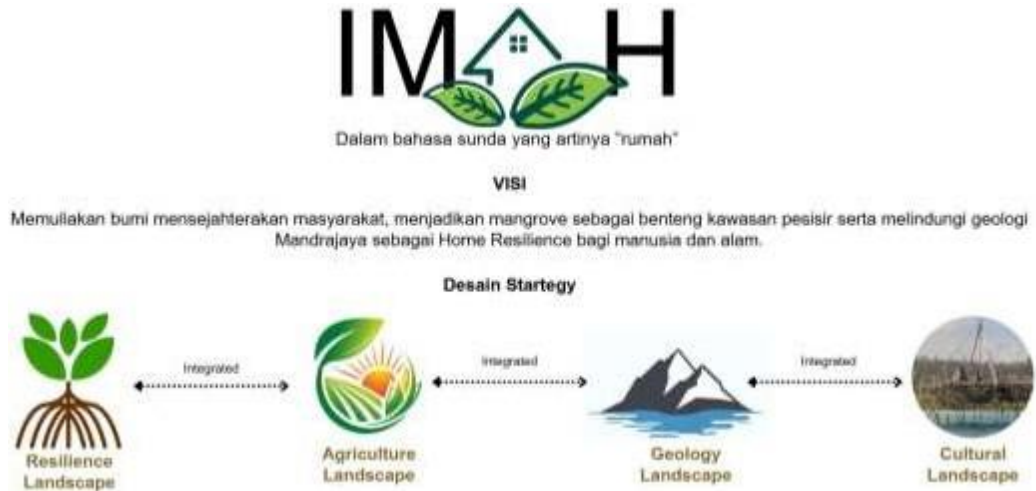 IMAH
Dalam bahasa sunda yang artinya "rumah"
VISI
Memuliakan bumi mensejahterakan masyarakat, menjadikan mangrove sebagai benteng kawasan pesisir serta melindungi geologi
Mandrajaya sebagai Home Resilience bagi manusia dan alam.
Desain Startegy
Integrated
Integrated
Integrated
Resilience
Landscape
Agriculture
Landscape
Geology
Landscape
Cultural
Landscape